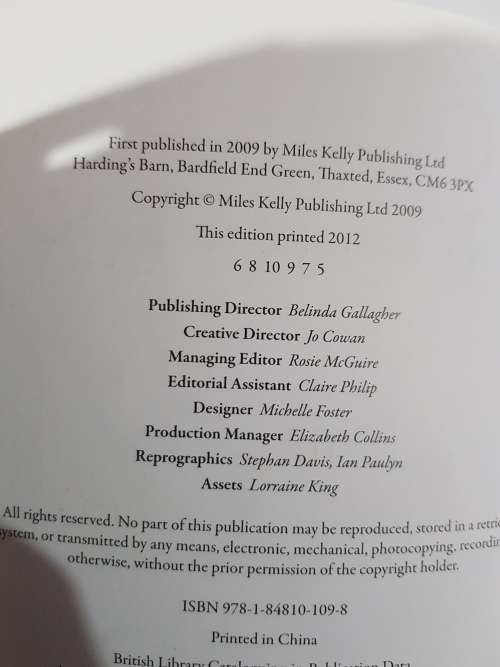 First published in 2009 by Miles Kelly Publishing Ltd
Harding's Barn, Bardfield End Green, Thaxted, Essex, CM6 3PX
Copyright © Miles Kelly Publishing Ltd 2009
This edition printed 2012
6 8 10 9 7 5
Publishing Director Belinda Gallagher
Creative Director Jo Cowan
Managing Editor Rosie McGuire
Editorial Assistant Claire Philip
Designer Michelle Foster
Production Manager Elizabeth Collins
Reprographics Stephan Davis, Ian Paulyn
Assets Lorraine King
All rights reserved. No part of this publication may be reproduced, stored in a
or transmitted by any means, electronic, mechanical, photocopying,
otherwise, without the prior permission of the copyright holder.
ISBN 978-1-84810-109-8
Printed in China
British Library Publication Data